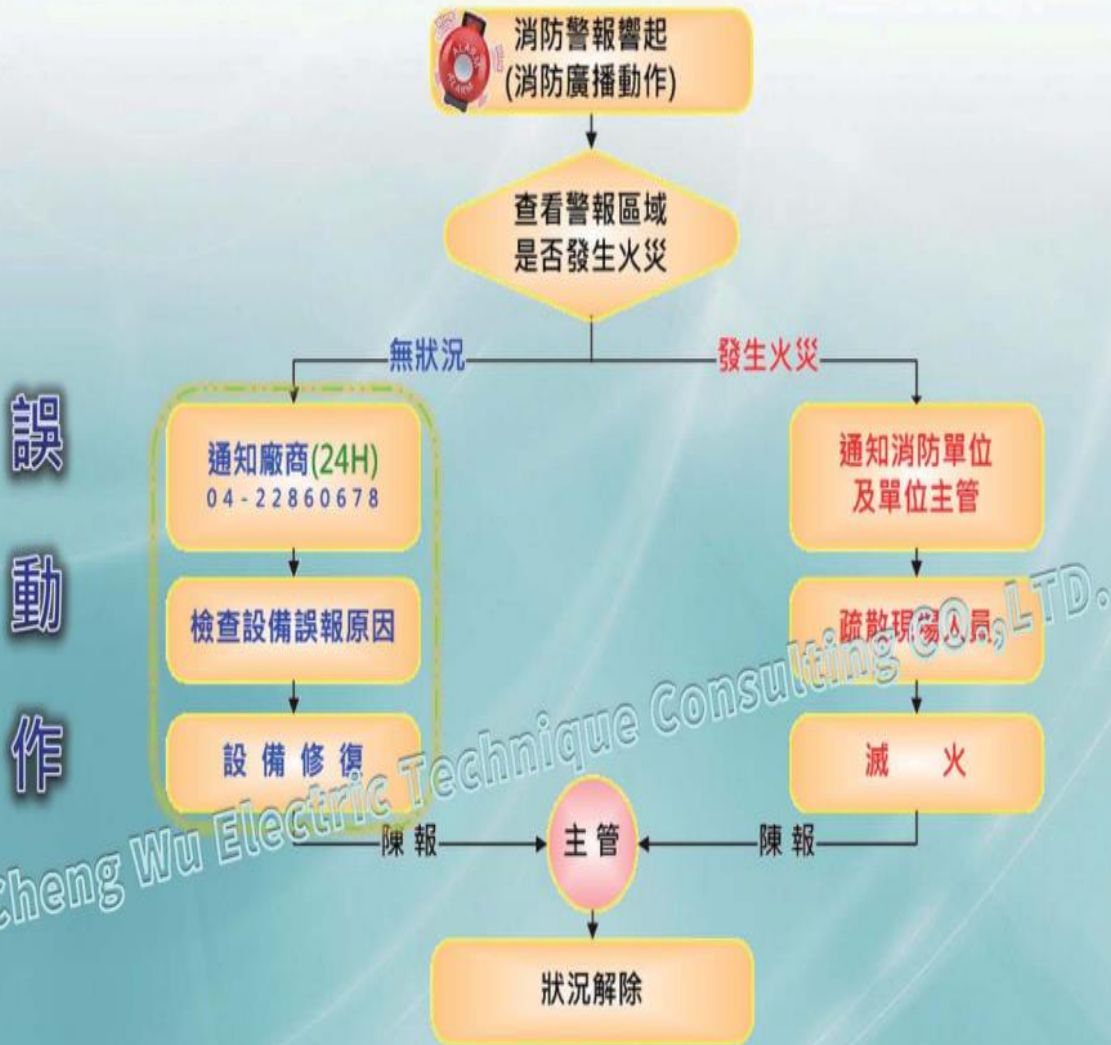 消防警報響起
(消防廣播動作)
ALARM
ALARM
查看警報區域
是否發生火災
無狀況
發生火災
誤動作
通知廠商(24H)
04-22860678
檢查設備誤報原因
設備修復
通知消防單位
及單位主管
疏散現場人員
滅火
陳報
主管
陳報
狀況解除
Cheng Wu Electric Technique Consulting CO.,LTD.